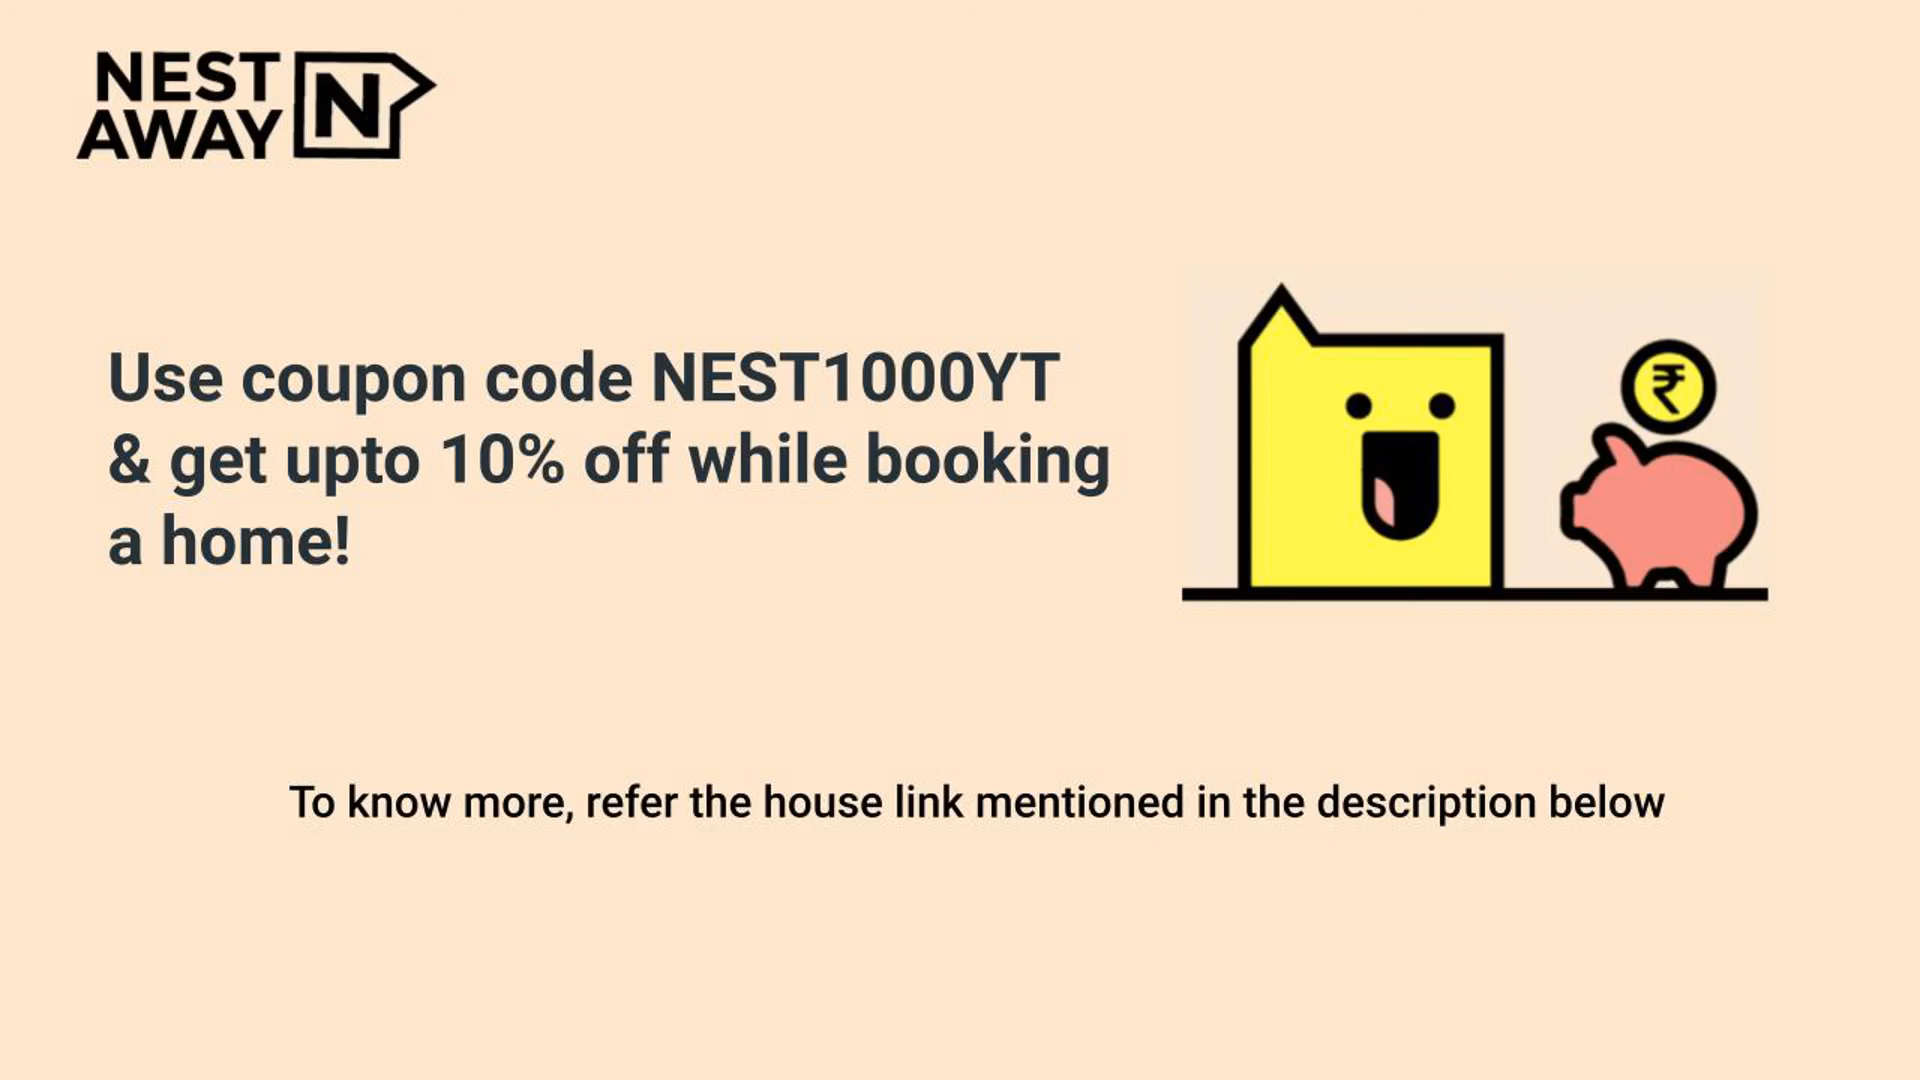 NEST
AWAY N
Use coupon code NEST1000YT
& get upto 10% off while booking
a home!
₹
To know more, refer the house link mentioned in the description below